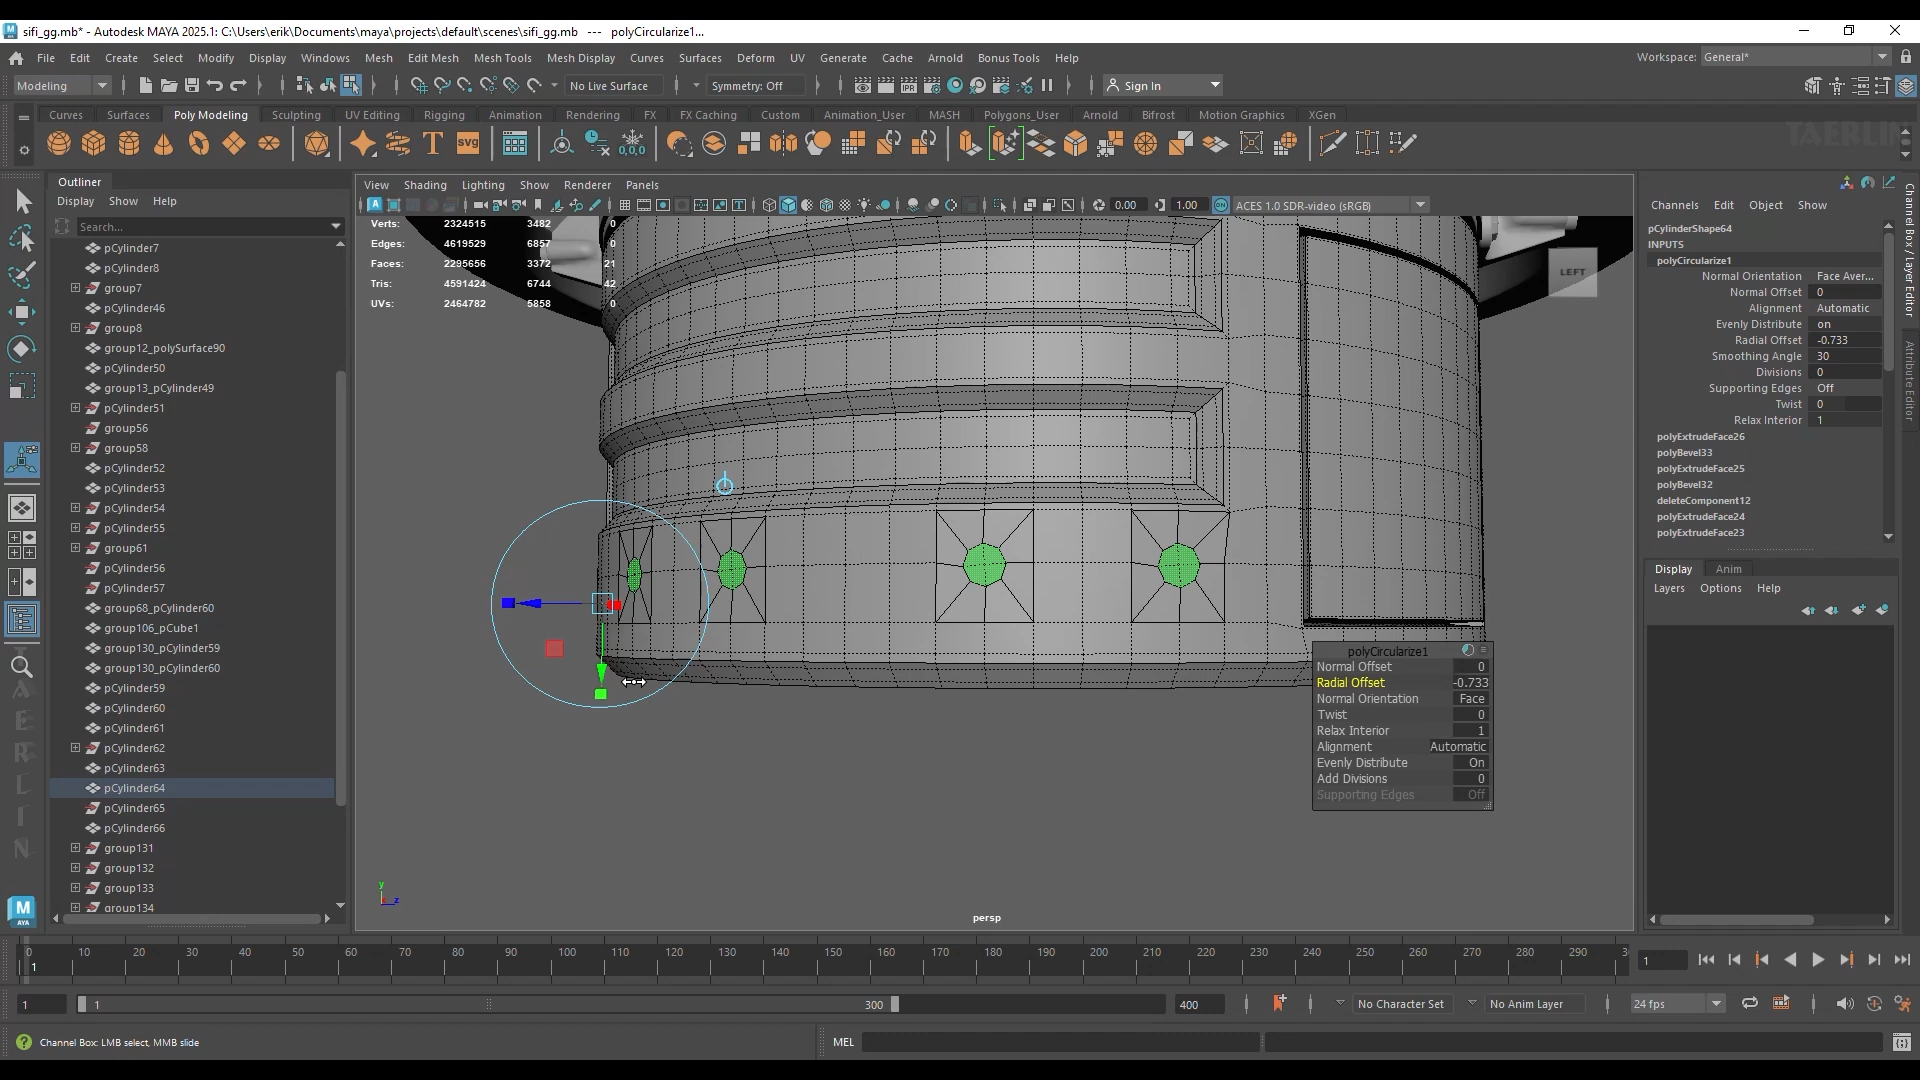 sifi_gg.mb* - Autodesk MAYA 2025.1: C:\Users\erik\Documents\maya\projects\default\scenes\sifi_gg.mb   ---   polyCircularize1...
File Edit Create Select Modify Display Windows Mesh Edit Mesh Mesh Tools Mesh Display Curves Surfaces Deform UV Generate Cache Arnold Bonus Tools Help
Workspace: General*
Modeling
No Live Surface
Symmetry: Off
IPR
Sign In
Curves Surfaces Poly Modeling Sculpting UV Editing Rigging Animation Rendering FX FX Caching Custom Animation_User MASH Polygons_User Arnold Bifrost Motion Graphics XGen
T
SVG
0,0,0
Outliner
Display Show Help
Search...
pCylinder7
pCylinder8
group7
pCylinder46
group8
group12_polySurface90
pCylinder50
group13_pCylinder49
pCylinder51
group56
group58
pCylinder52
pCylinder53
pCylinder54
pCylinder55
group61
pCylinder56
pCylinder57
group68_pCylinder60
group106_pCube1
group130_pCylinder59
group130_pCylinder60
pCylinder59
pCylinder60
pCylinder61
pCylinder62
pCylinder63
pCylinder64
pCylinder65
pCylinder66
group131
group132
group133
group134
View Shading Lighting Show Renderer Panels
0.00
1.00
ON
ACES 1.0 SDR-video (sRGB)
Verts: 2324515 3482 0
Edges: 4619529 6857 0
Faces: 2295656 3372 21
Tris: 4591424 6744 42
UVs: 2464782 5858 0
LEFT
polyCircularize1
Normal Offset 0
Radial Offset -0.733
Normal Orientation Face
Twist 0
Relax Interior 1
Alignment Automatic
Evenly Distribute On
Add Divisions 0
Supporting Edges Off
y
z
persp
Channels Edit Object Show
pCylinderShape64
INPUTS
polyCircularize1
Normal Orientation Face Aver...
Normal Offset 0
Alignment Automatic
Evenly Distribute on
Radial Offset -0.733
Smoothing Angle 30
Divisions 0
Supporting Edges Off
Twist 0
Relax Interior 1
polyExtrudeFace26
polyBevel33
polyExtrudeFace25
polyBevel32
deleteComponent12
polyExtrudeFace24
polyExtrudeFace23
Display Anim
Layers Options Help
Channel Box / Layer Editor
Attribute Editor
M
AYA
0 10 20 30 40 50 60 70 80 90 100 110 120 130 140 150 160 170 180 190 200 210 220 230 240 250 260 270 280 290
1
1
1
1
300
400
No Character Set
No Anim Layer
24 fps
Channel Box: LMB select, MMB slide
MEL